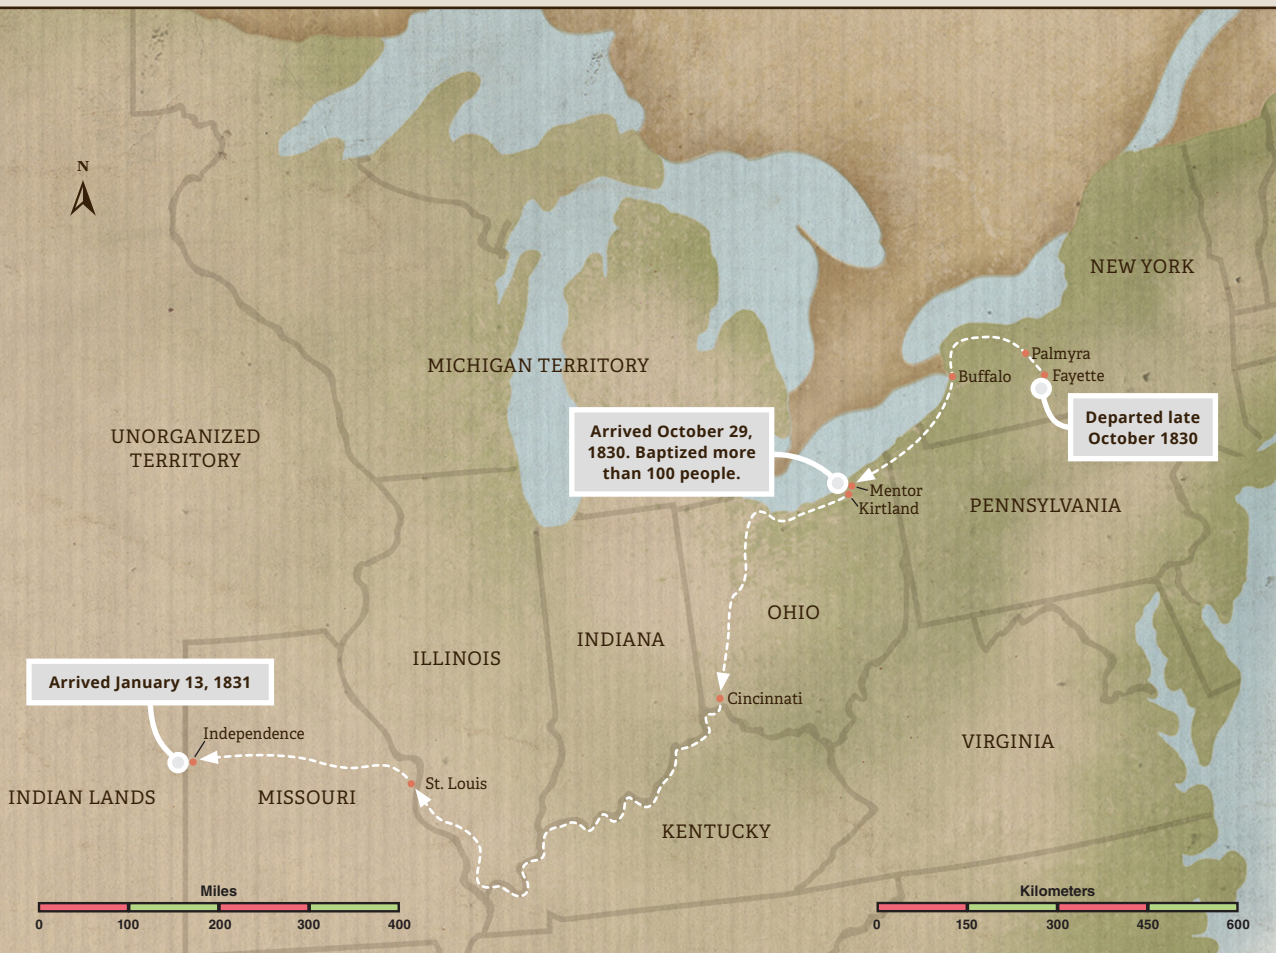 N
NEW YORK
MICHIGAN TERRITORY
Palmyra
Buffalo
Fayette
Departed late
October 1830
UNORGANIZED
TERRITORY
Arrived October 29,
1830. Baptized more
than 100 people.
Mentor
Kirtland
PENNSYLVANIA
OHIO
INDIANA
ILLINOIS
Arrived January 13, 1831
Cincinnati
Independence
VIRGINIA
St. Louis
INDIAN LANDS
MISSOURI
KENTUCKY
Miles
0 100 200 300 400
Kilometers
0 150 300 450 600